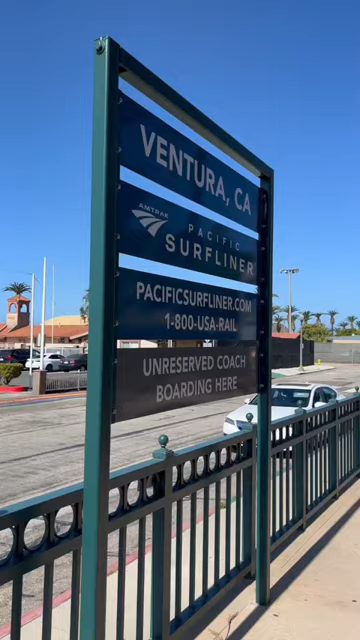 VENTURA, CA
AMTRAK
PACIFIC
SURFLINER
PACIFICSURFLINER.COM
1-800-USA-RAIL
UNRESERVED COACH
BOARDING HERE